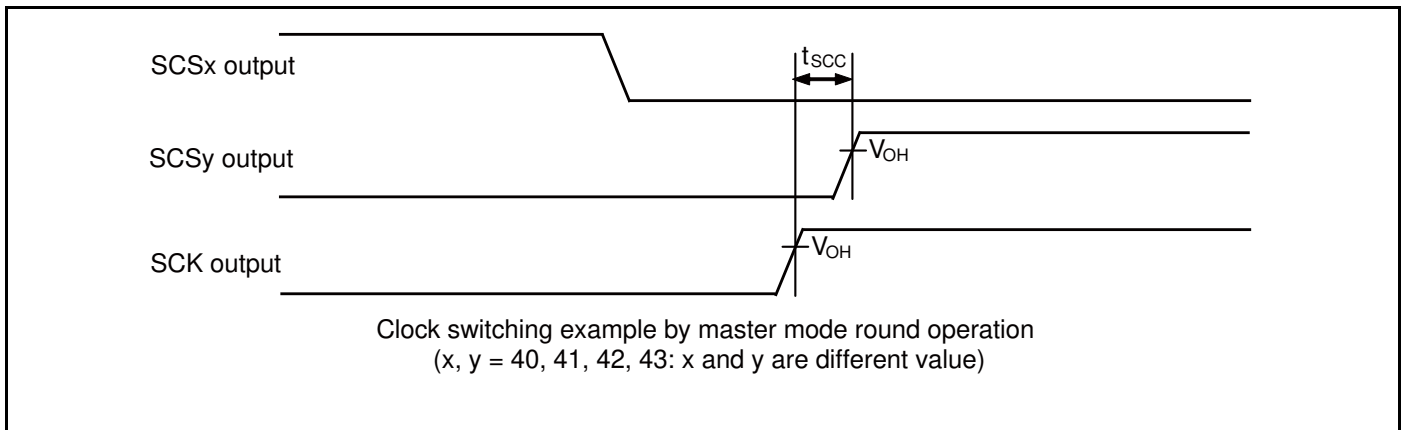 SCSx output
tSCC
SCSy output
VOH
SCK output
VOH
Clock switching example by master mode round operation
(x, y = 40, 41, 42, 43: x and y are different value)